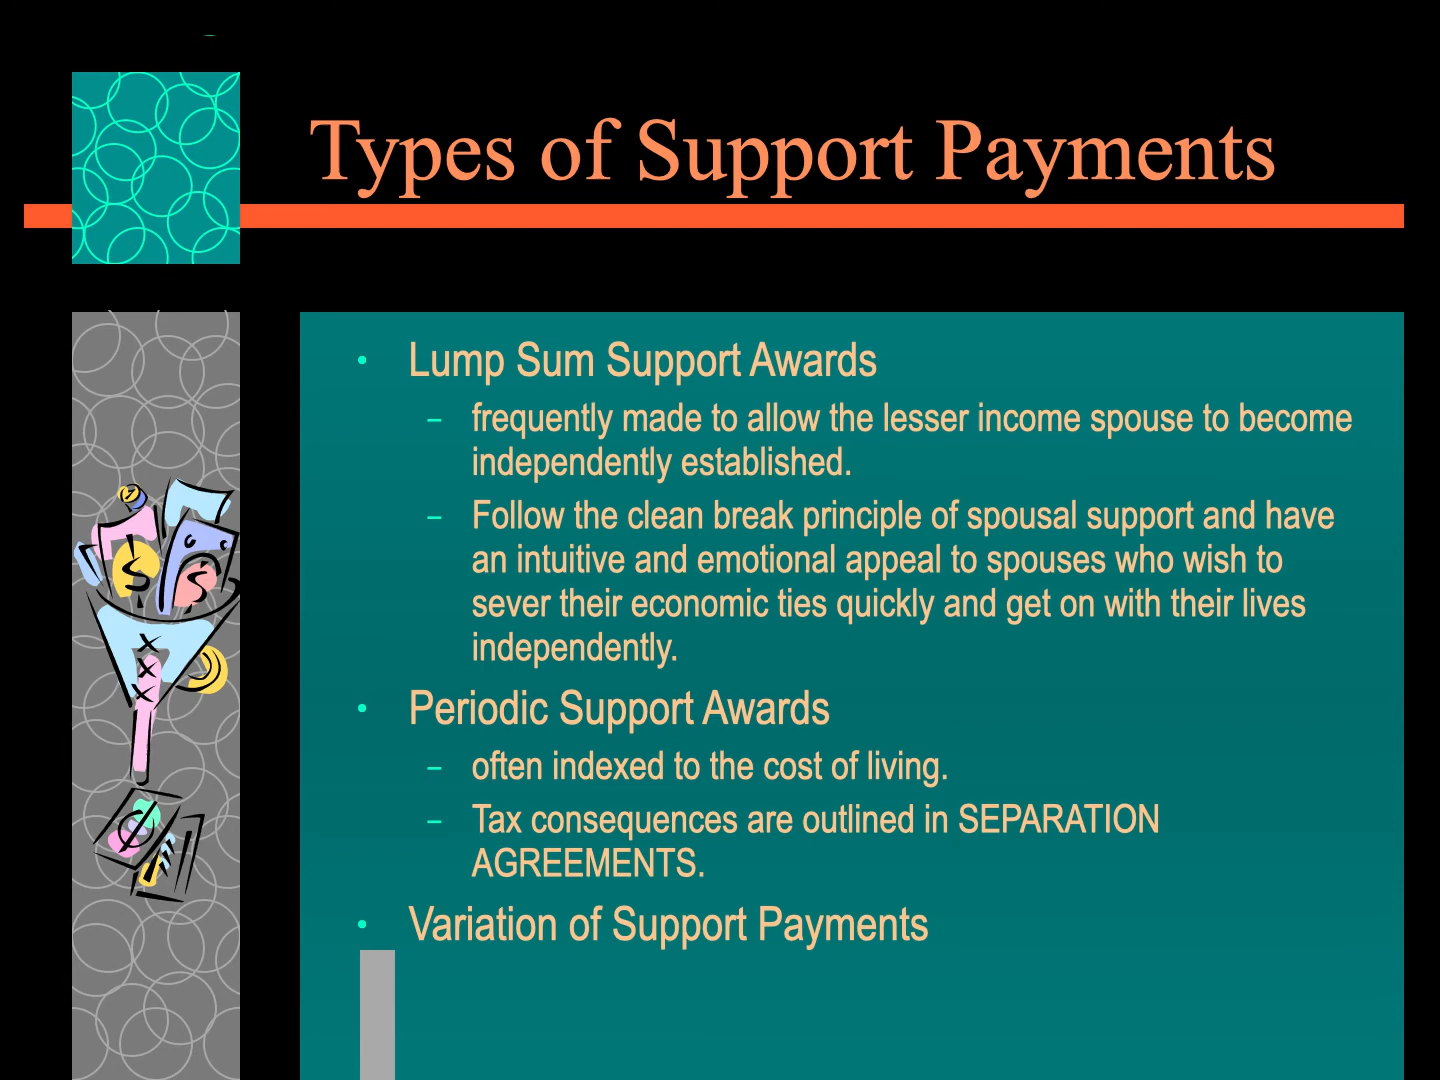 Types of Support Payments
• Lump Sum Support Awards
– frequently made to allow the lesser income spouse to become
independently established.
– Follow the clean break principle of spousal support and have
an intuitive and emotional appeal to spouses who wish to
sever their economic ties quickly and get on with their lives
independently.
• Periodic Support Awards
– often indexed to the cost of living.
– Tax consequences are outlined in SEPARATION
AGREEMENTS.
• Variation of Support Payments